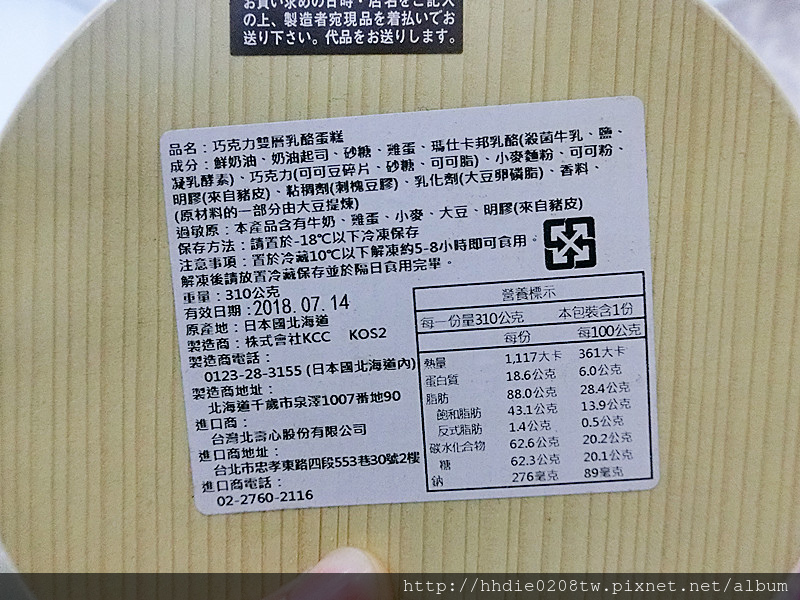 お買い求めの日時・店名をご記入
の上、製造者宛現品を着払いでお
送り下さい。代品をお送りします。
品名：巧克力雙層乳酪蛋糕
成分：鮮奶油、奶油起司、砂糖、雞蛋、瑪仕卡邦乳酪(殺菌牛乳、鹽、
凝乳酵素)、巧克力(可可豆碎片、砂糖、可可脂)、小麥麵粉、可可粉、
明膠(來自豬皮)、粘稠劑(刺槐豆膠)、乳化劑(大豆卵磷脂)、香料、
(原材料的一部分由大豆提煉)
過敏原：本產品含有牛奶、雞蛋、小麥、大豆、明膠(來自豬皮)
保存方法：請置於-18℃以下冷凍保存
注意事項：置於冷藏10℃以下解凍約5-8小時即可食用。
解凍後請放置冷藏保存並於隔日食用完畢。
重量：310公克
有效日期：2018.07.14
原產地：日本國北海道
製造商：株式會社KCC KOS2
製造商電話：
0123-28-3155 (日本國北海道內)
製造商地址：
北海道千歲市泉澤1007番地90
進口商：
台灣北壽心股份有限公司
進口商地址：
台北市忠孝東路四段553巷30號2樓
進口商電話：
02-2760-2116
營養標示
每一份量310公克 本包裝含1份
每份 每100公克
熱量 1,117大卡 361大卡
蛋白質 18.6公克 6.0公克
脂肪 88.0公克 28.4公克
飽和脂肪 43.1公克 13.9公克
反式脂肪 1.4公克 0.5公克
碳水化合物 62.6公克 20.2公克
糖 62.3公克 20.1公克
鈉 276毫克 89毫克
http://hhdie0208tw.pixnet.net/album